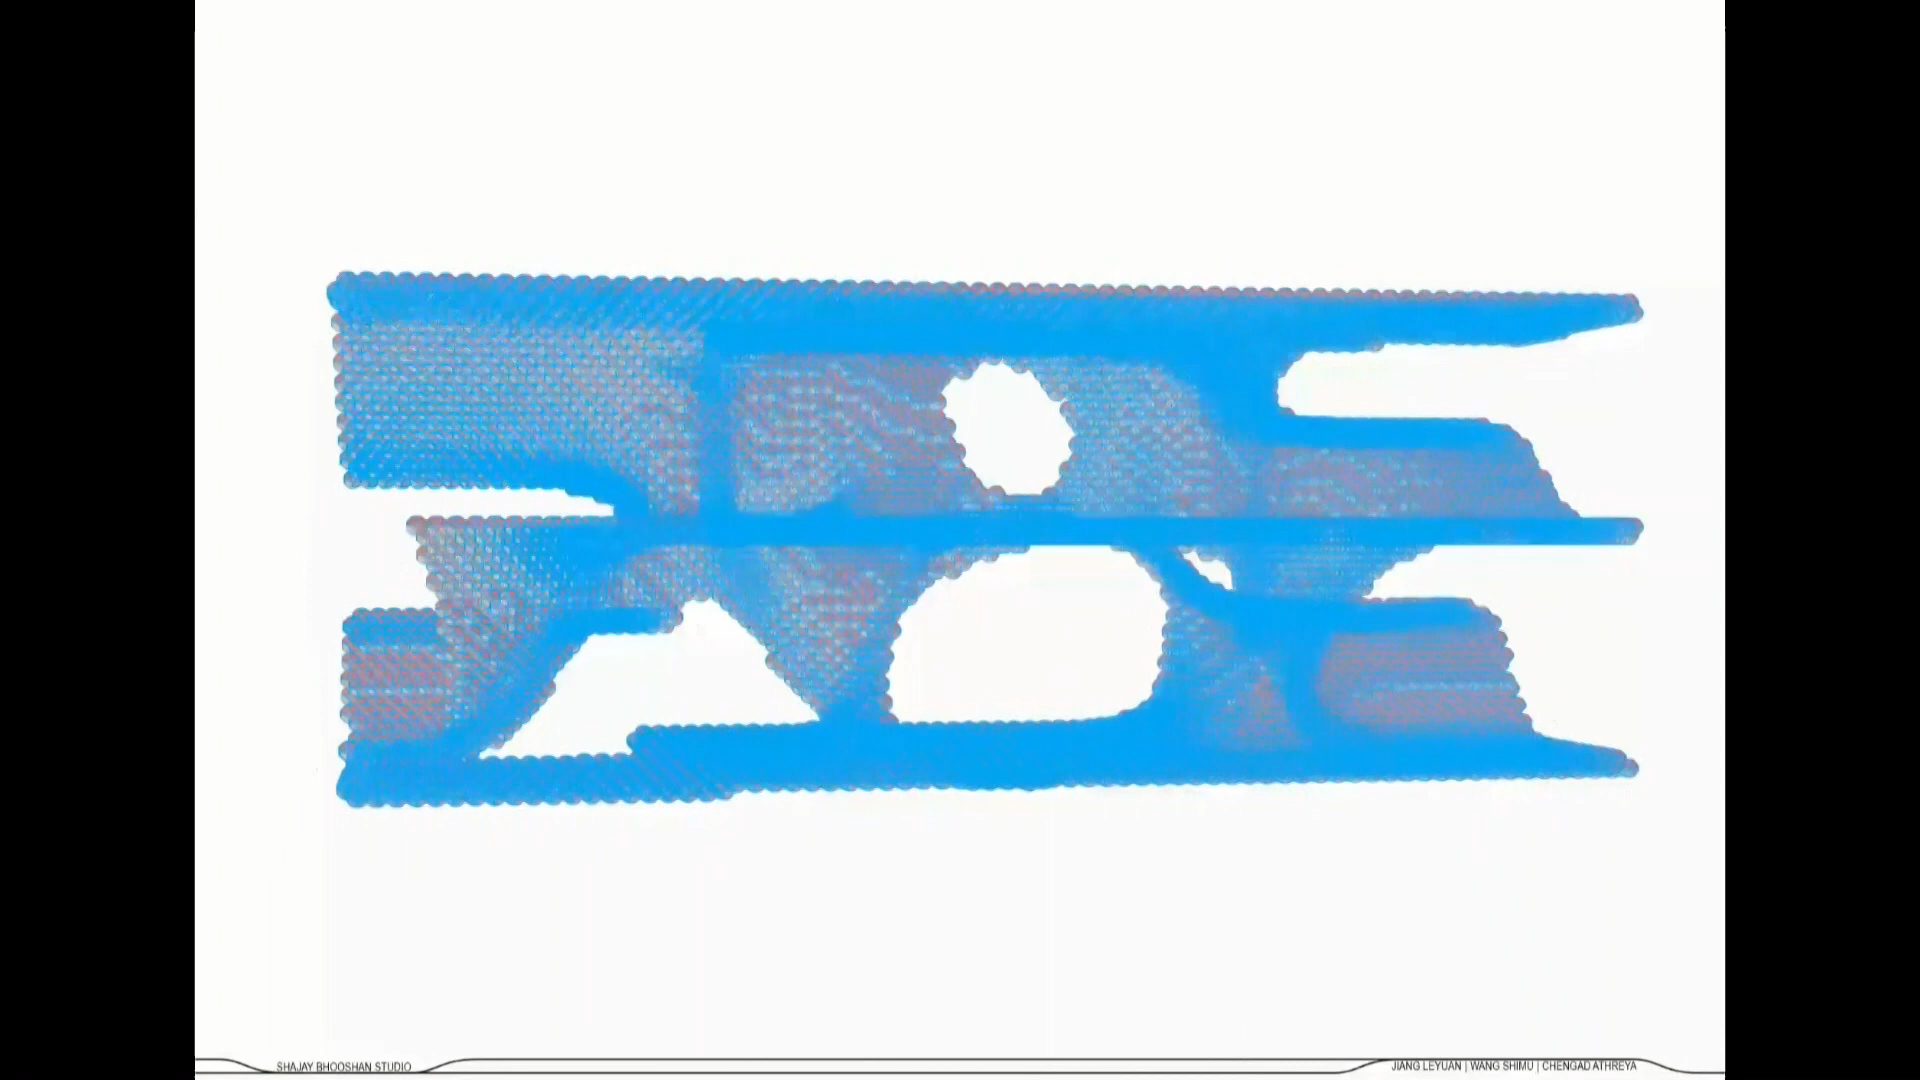 SHAJAY BHOOSHAN STUDIO
JIANG LEYUAN | WANG SHIMU | CHENGAD ATHREYA